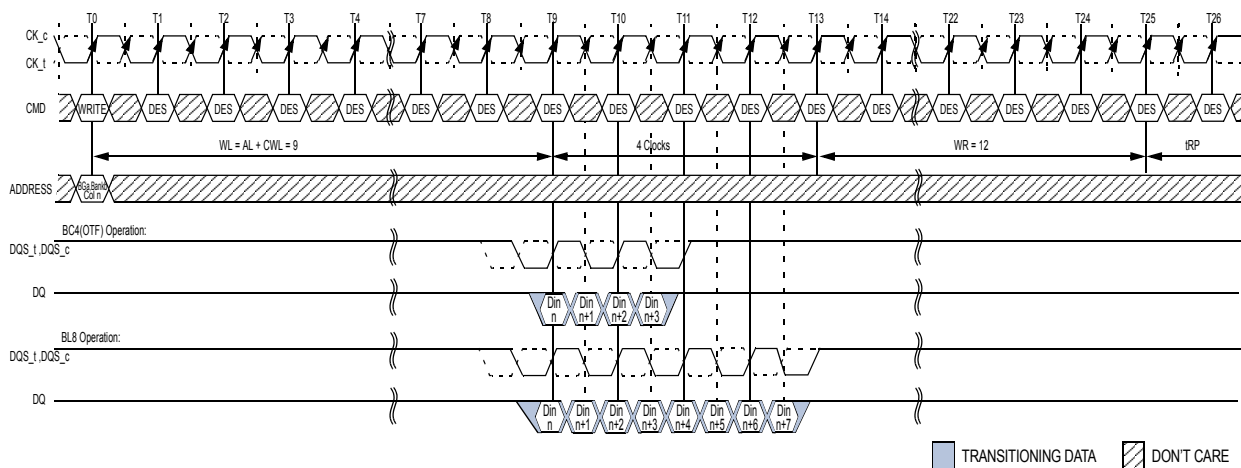 T0 T1 T2 T3 T4 T7 T8 T9 T10 T11 T12 T13 T14 T22 T23 T24 T25 T26
CK_c
CK_t
CMD WRITE DES DES DES DES DES DES DES DES DES DES DES DES DES DES DES DES DES
WL = AL + CWL = 9 4 Clocks WR = 12 tRP
ADDRESS BGa,Bankb
Col n
BC4(OTF) Operation:
DQS_t ,DQS_c
DQ Din Din Din Din
n n+1 n+2 n+3
BL8 Operation:
DQS_t ,DQS_c
DQ Din Din Din Din Din Din Din Din
n n+1 n+2 n+3 n+4 n+5 n+6 n+7
TRANSITIONING DATA DON'T CARE